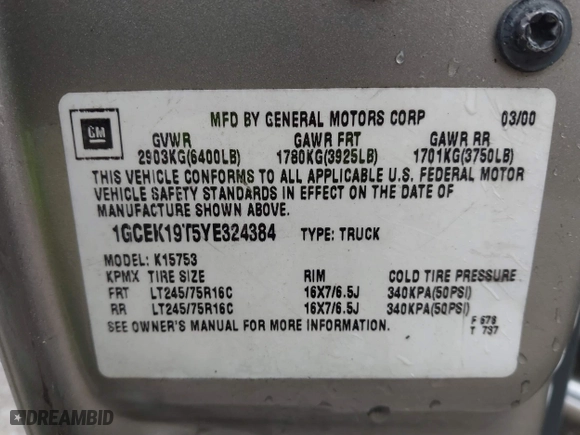 MFD BY GENERAL MOTORS CORP 03/00
GM
GVWR GAWR FRT GAWR RR
2903KG(6400LB) 1780KG(3925LB) 1701KG(3750LB)
THIS VEHICLE CONFORMS TO ALL APPLICABLE U.S. FEDERAL MOTOR
VEHICLE SAFETY STANDARDS IN EFFECT ON THE DATE OF
MANUFACTURE SHOWN ABOVE.
1GCEK19T5YE324384 TYPE: TRUCK
MODEL: K15753
KPMX TIRE SIZE RIM COLD TIRE PRESSURE
FRT LT245/75R16C 16X7/6.5J 340KPA(50PSI)
RR LT245/75R16C 16X7/6.5J 340KPA(50PSI)
SEE OWNER'S MANUAL FOR MORE INFORMATION. F 678
T 737
DREAMBID